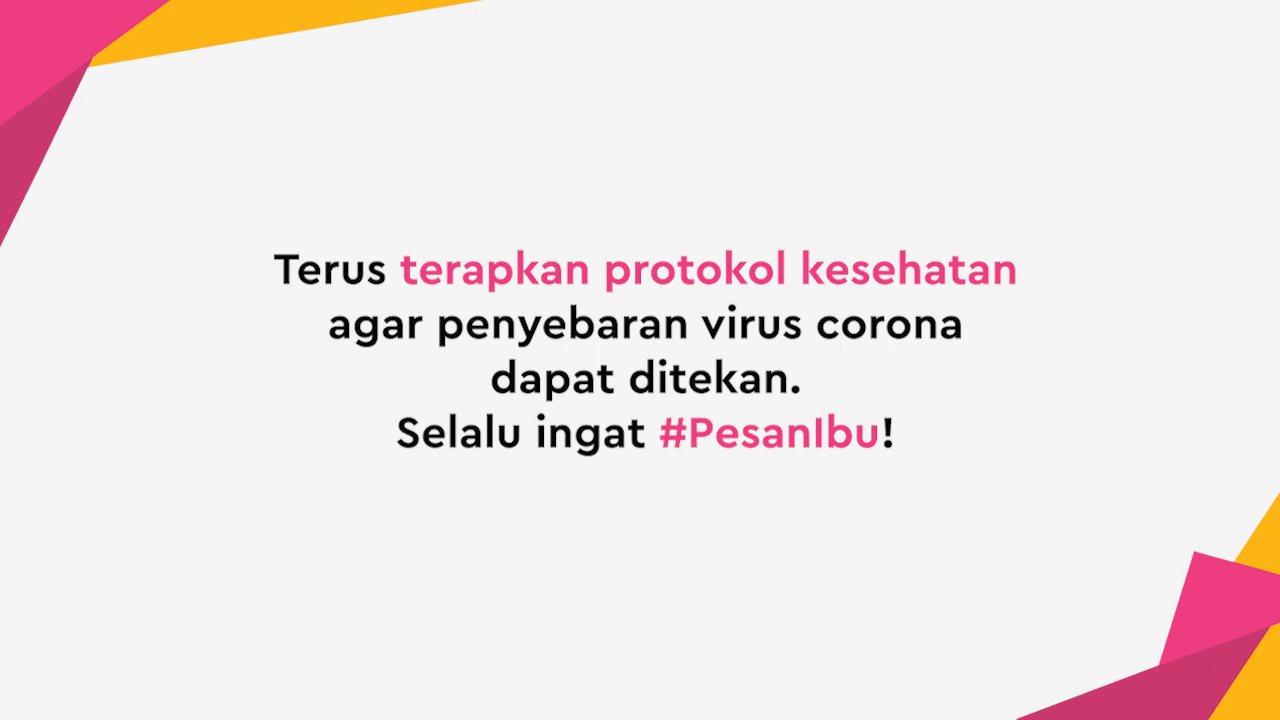 Terus terapkan protokol kesehatan
agar penyebaran virus corona
dapat ditekan.
Selalu ingat #PesanIbu!